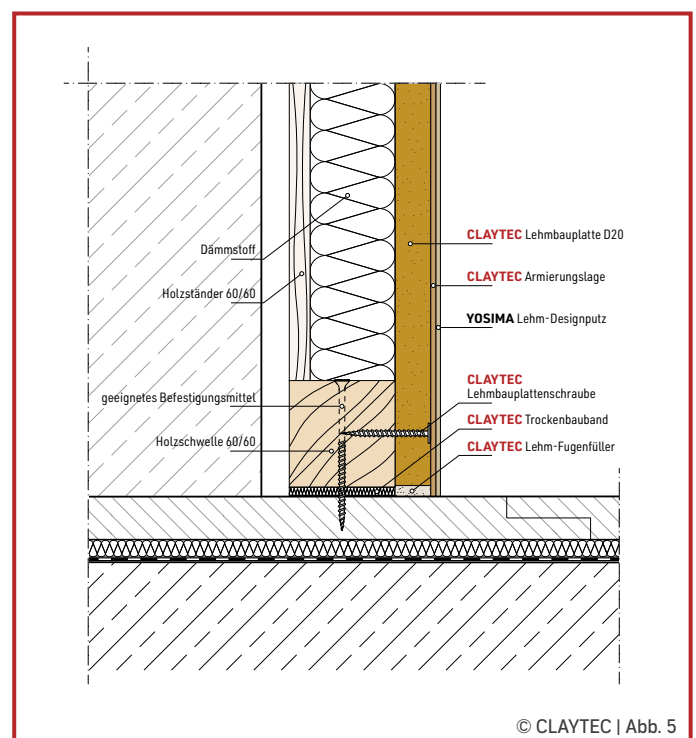 Dämmstoff
Holzständer 60/60
geeignetes Befestigungsmittel
Holzschwelle 60/60
CLAYTEC Lehmbauplatte D20
CLAYTEC Armierungslage
YOSIMA Lehm-Designputz
CLAYTEC
Lehmbauplattenschraube
CLAYTEC Trockenbauband
CLAYTEC Lehm-Fugenfüller
© CLAYTEC | Abb. 5